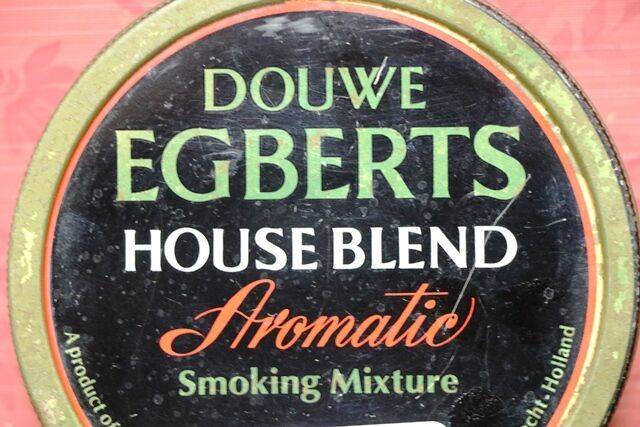 DOUWE
EGBERTS
HOUSE BLEND
Aromatic
Smoking Mixture
A product of
cht-Holland